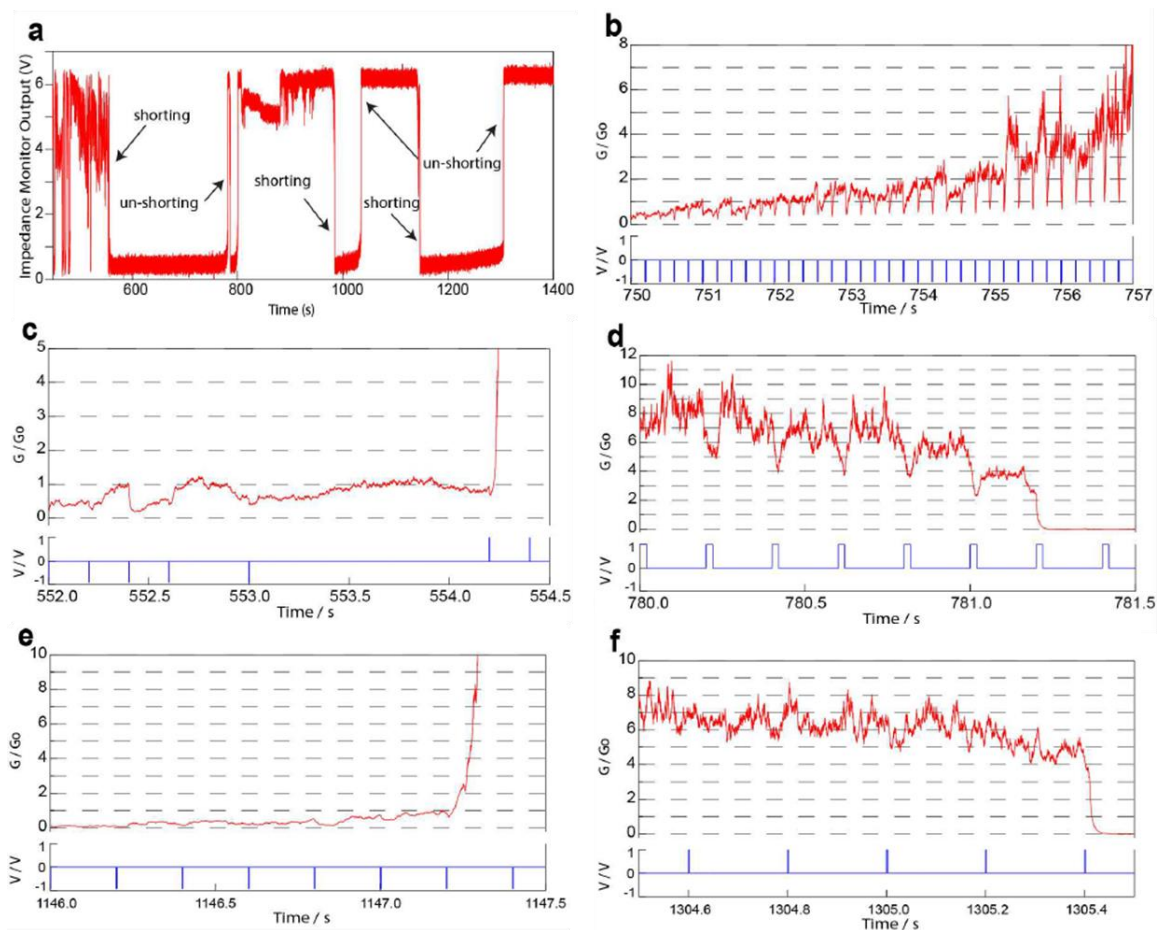 a
Impedance Monitor Output (V)
6
4
2
0
shorting
un-shorting
shorting
un-shorting
shorting
600 800 1000 1200 1400
Time (s)
b
G / Go
8
6
4
2
0
V / V
1
0
-1
750 751 752 753 754 755 756 757
Time / s
c
G / Go
5
4
3
2
1
0
V / V
1
0
-1
552.0 552.5 553.0 553.5 554.0 554.5
Time / s
d
G / Go
12
10
8
6
4
2
0
V / V
1
0
-1
780.0 780.5 781.0 781.5
Time / s
e
G / Go
10
8
6
4
2
0
V / V
1
0
-1
1146.0 1146.5 1147.0 1147.5
Time / s
f
G / Go
10
8
6
4
2
0
V / V
1
0
-1
1304.6 1304.8 1305.0 1305.2 1305.4
Time / s